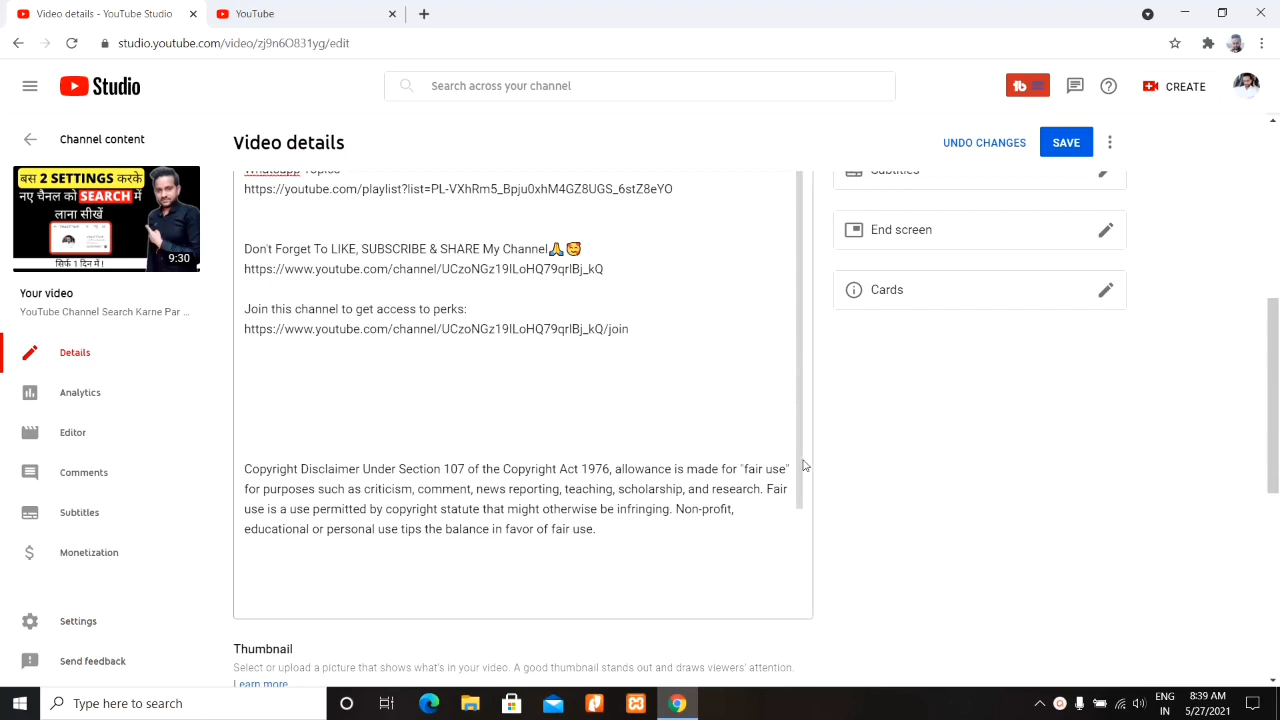 Video details - YouTube Studio
YouTube
studio.youtube.com/video/zj9n6O831yg/edit
Studio
Search across your channel
CREATE
Channel content
Video details
UNDO CHANGES
SAVE
बस 2 SETTINGS करके
नए चैनल को SEARCH में
लाना सीखें
सिर्फ 1 दिन में !
9:30
Your video
YouTube Channel Search Karne Par ...
Details
Analytics
Editor
Comments
Subtitles
Monetization
Settings
Send feedback
Whatsapp Topics
https://youtube.com/playlist?list=PL-VXhRm5_Bpju0xhM4GZ8UGS_6stZ8eYO
Don't Forget To LIKE, SUBSCRIBE & SHARE My Channel🙏🥰
https://www.youtube.com/channel/UCzoNGz19ILoHQ79qrlBj_kQ
Join this channel to get access to perks:
https://www.youtube.com/channel/UCzoNGz19ILoHQ79qrlBj_kQ/join
Copyright Disclaimer Under Section 107 of the Copyright Act 1976, allowance is made for "fair use"
for purposes such as criticism, comment, news reporting, teaching, scholarship, and research. Fair
use is a use permitted by copyright statute that might otherwise be infringing. Non-profit,
educational or personal use tips the balance in favor of fair use.
Thumbnail
Select or upload a picture that shows what's in your video. A good thumbnail stands out and draws viewers' attention.
Learn more
Subtitles
End screen
Cards
Type here to search
ENG
IN
8:39 AM
5/27/2021